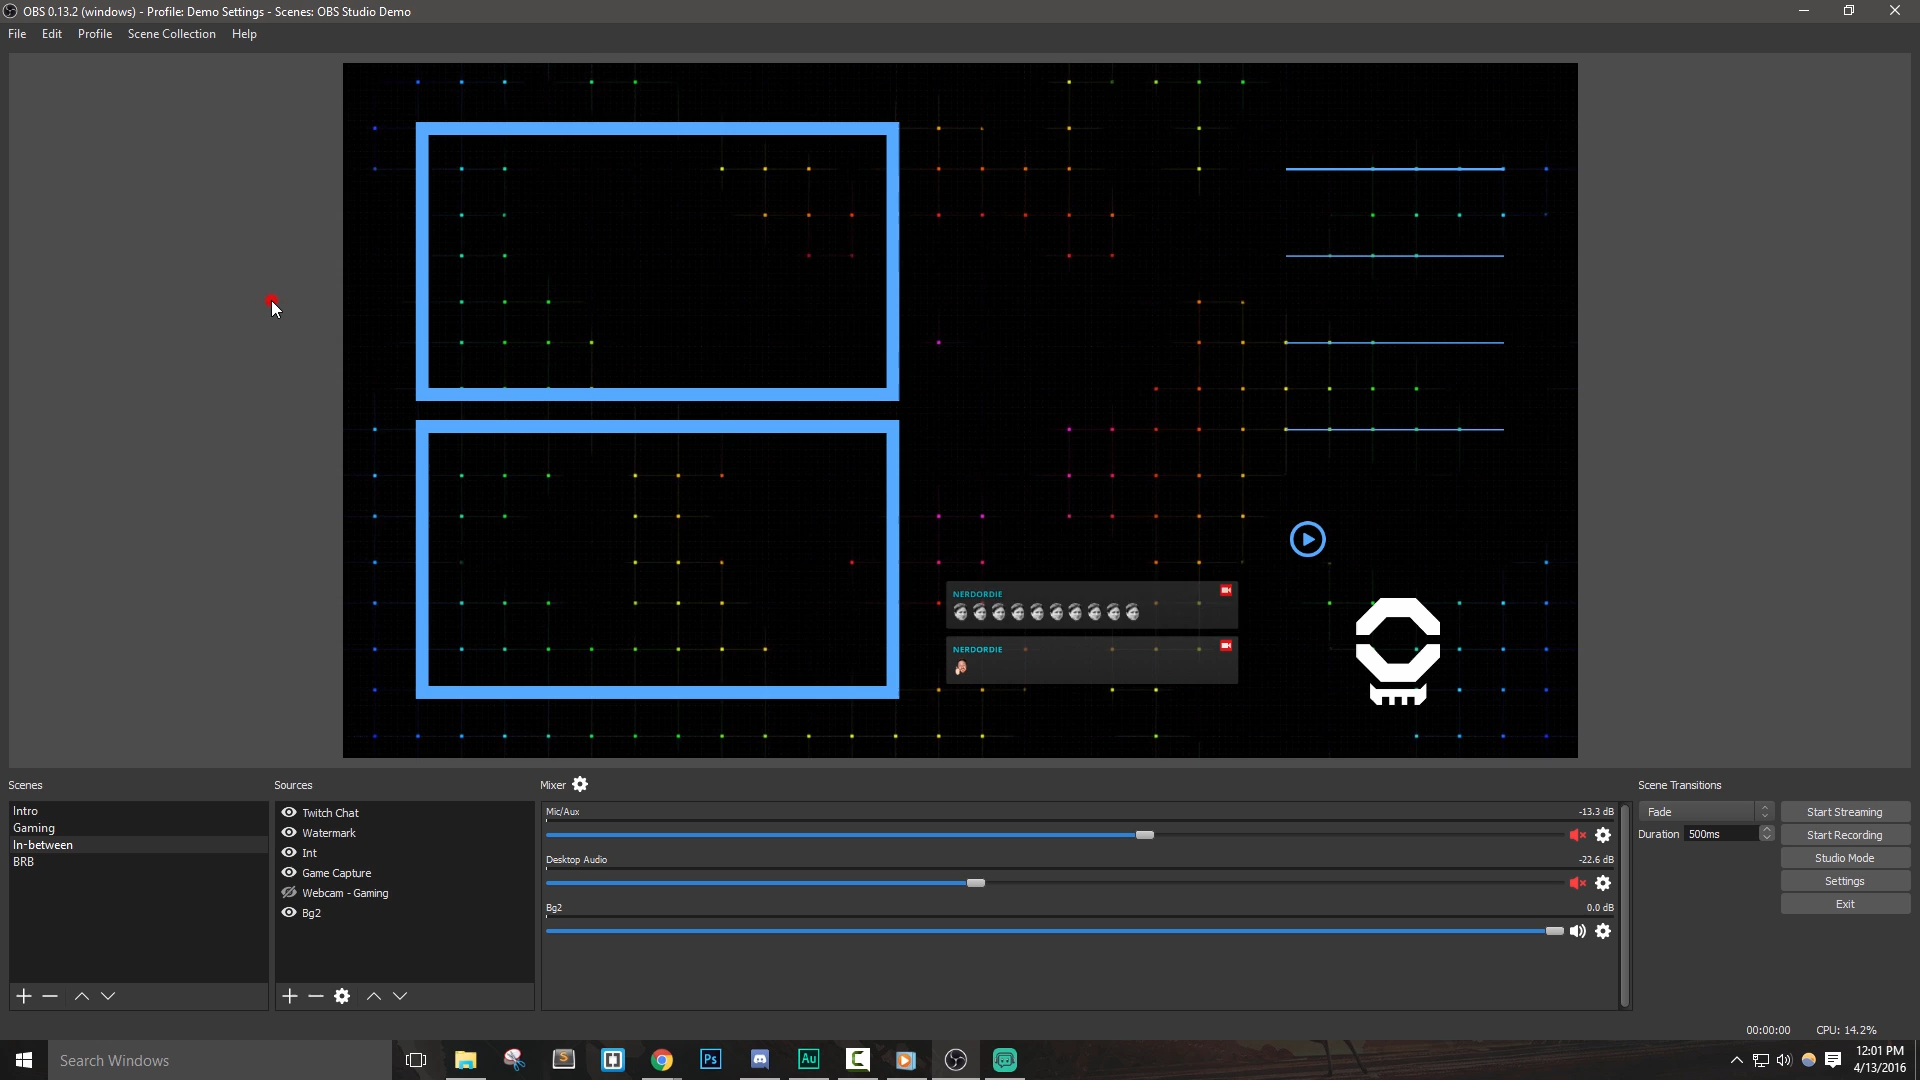 OBS 0.13.2 (windows) - Profile: Demo Settings - Scenes: OBS Studio Demo
File Edit Profile Scene Collection Help
NERDORDIE
NERDORDIE
Scenes
Intro
Gaming
In-between
BRB
Sources
Twitch Chat
Watermark
Int
Game Capture
Webcam - Gaming
Bg2
Mixer
Mic/Aux -13.3 dB
Desktop Audio -22.6 dB
Bg2 0.0 dB
Scene Transitions
Fade
Duration 500ms
Start Streaming
Start Recording
Studio Mode
Settings
Exit
00:00:00 CPU: 14.2%
Search Windows
S
Ps
Au
C
12:01 PM
4/13/2016